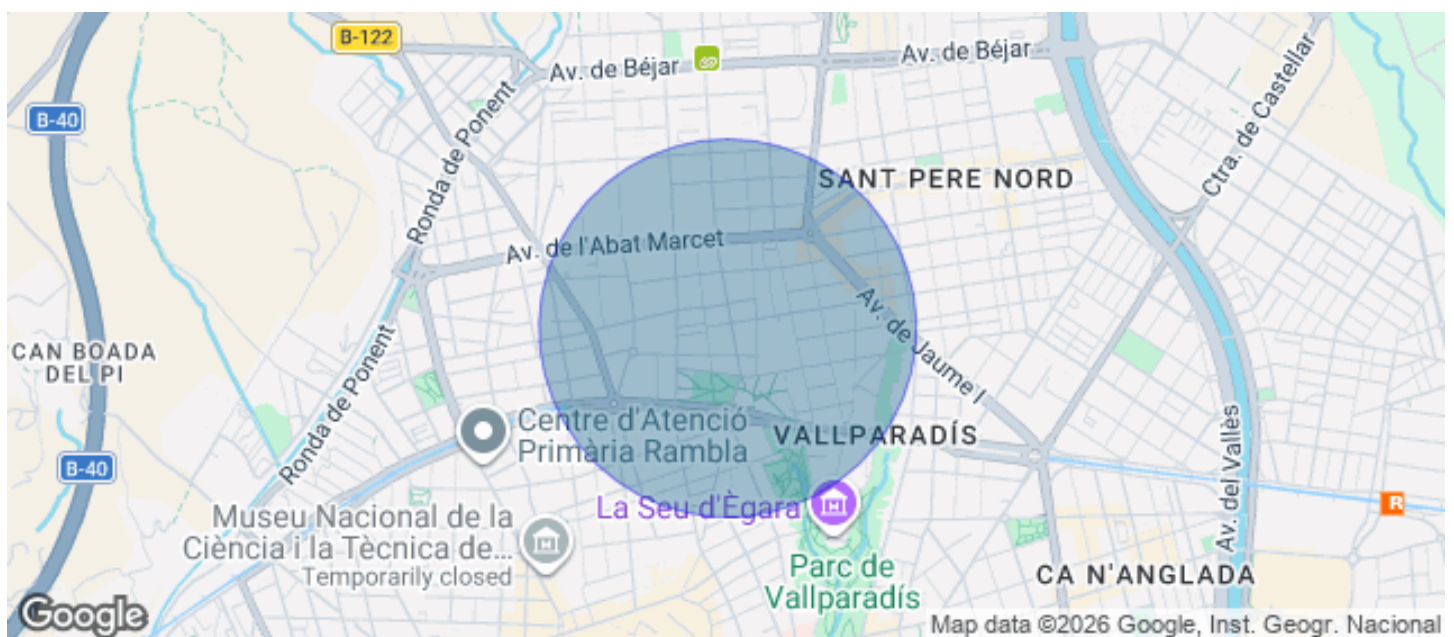 B-122
Av. de Béjar
Av. de Béjar
B-40
Ronda de Ponent
Ctra. de Castellar
SANT PERE NORD
Av. de l'Abat Marcet
Av. de Jaume I
CAN BOADA
DEL PI
Ronda de Ponent
Centre d'Atenció
Primària Rambla
VALLPARADÍS
Av. del Vallès
B-40
La Seu d'Ègara
R
Museu Nacional de la
Ciència i la Tècnica de...
Temporarily closed
Parc de
Vallparadís
CA N'ANGLADA
Google
Map data ©2026 Google, Inst. Geogr. Nacional